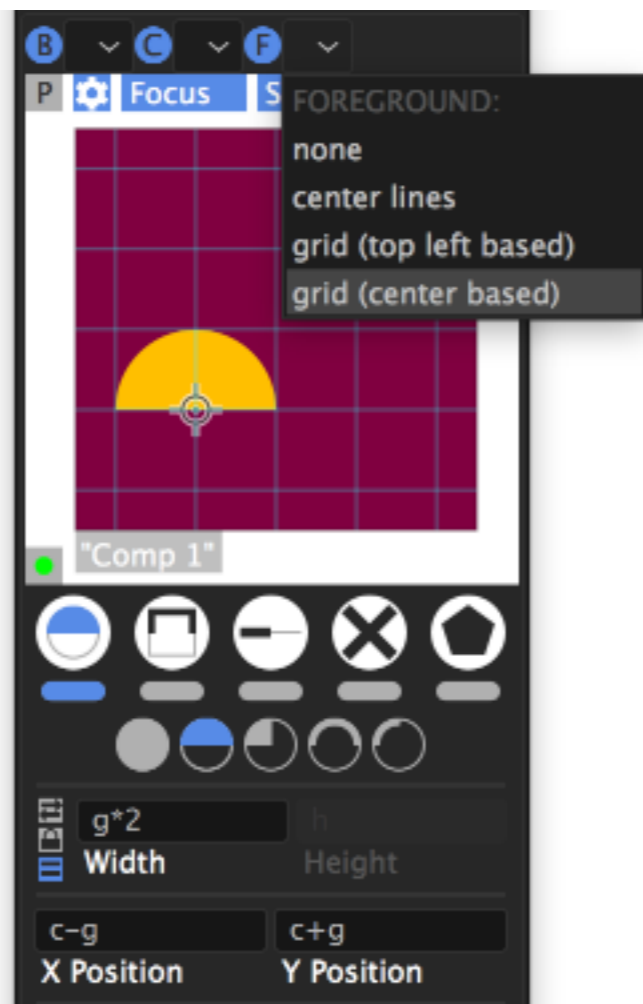 B C F
P Focus S
FOREGROUND:
none
center lines
grid (top left based)
grid (center based)
"Comp 1"
g*2 h
Width Height
c-g c+g
X Position Y Position